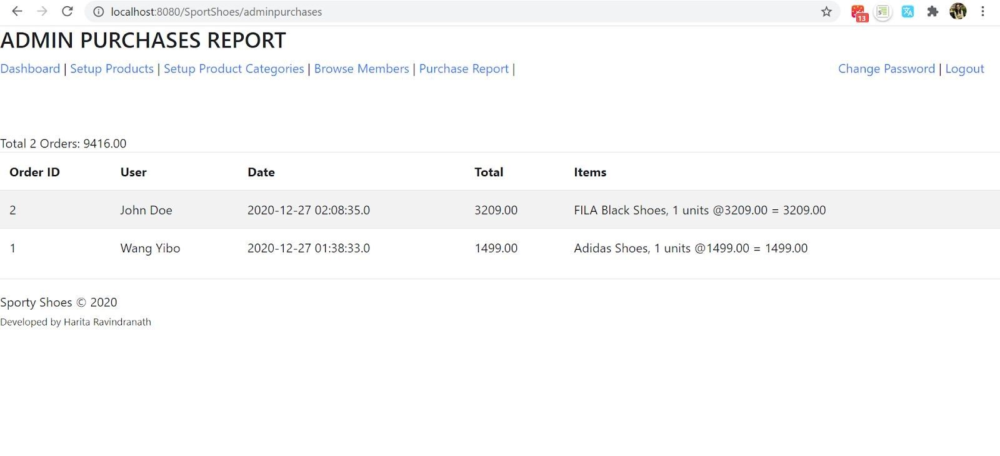 localhost:8080/SportShoes/adminpurchases
13
ADMIN PURCHASES REPORT
Dashboard | Setup Products | Setup Product Categories | Browse Members | Purchase Report | Change Password | Logout
Total 2 Orders: 9416.00
Order ID User Date Total Items
2 John Doe 2020-12-27 02:08:35.0 3209.00 FILA Black Shoes, 1 units @3209.00 = 3209.00
1 Wang Yibo 2020-12-27 01:38:33.0 1499.00 Adidas Shoes, 1 units @1499.00 = 1499.00
Sporty Shoes © 2020
Developed by Harita Ravindranath